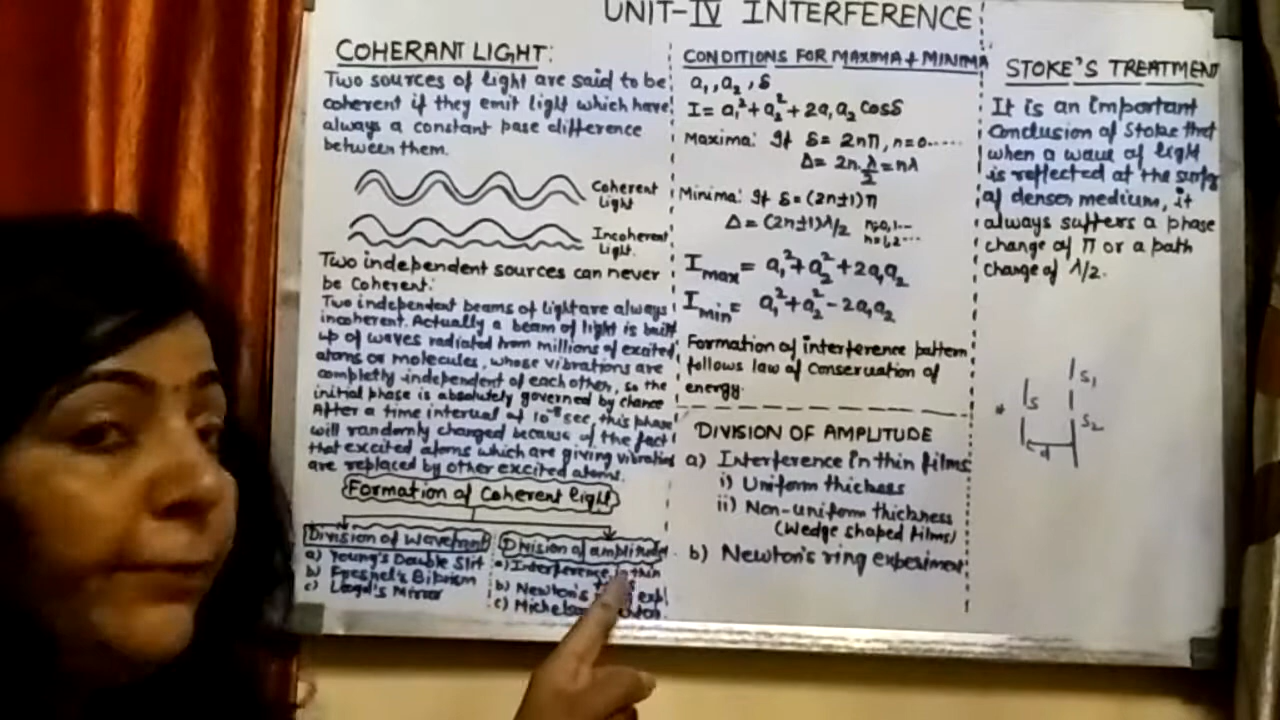 UNIT-IV INTERFERENCE
COHERANT LIGHT:
Two sources of light are said to be
coherent if they emit light which have
always a constant pase difference
between them.
Coherent
Light
Incoherent
Light.
Two independent sources can never
be Coherent:
Two independent beams of light are always
incoherent. Actually a beam of light is built
up of waves radiated from millions of excited
atoms or molecules, whose vibrations are
completly independent of each other, so the
initial phase is absolutely governed by chance
After a time interval of 10⁻⁸ sec, this phase
will randomly changed because of the fact
that excited atoms which are giving vibrations
are replaced by other excited atoms.
Formation of Coherent light
Division of wavefront
a) Young's Double Slit
b) Fresnel's Biprism
c) Lloyd's Mirror
Division of amplitude
a) Interference in thin
b) Newton's expt
c)
CONDITIONS FOR MAXIMA & MINIMA
a₁, a₂, δ
I = a₁² + a₂² + 2a₁a₂ cosδ
Maxima: If δ = 2nπ, n=0.....
Δ = 2n.λ/2 = nλ
Minima: If δ = (2n±1)π
Δ = (2n±1)λ/2 n=0,1...
n=1,2...
Imax = a₁² + a₂² + 2a₁a₂
Imin = a₁² + a₂² - 2a₁a₂
Formation of interference pattern
follows law of conservation of
energy.
DIVISION OF AMPLITUDE
a) Interference in thin films
i) Uniform thickess
ii) Non-uniform thickness
(Wedge shaped films)
b) Newton's ring experiment
STOKE'S TREATMENT
It is an important
Conclusion of Stoke that
when a wave of light
is reflected at the surface
of denser medium, it
always suffers a phase
change of π or a path
change of λ/2.
S₁
S
S₂
d